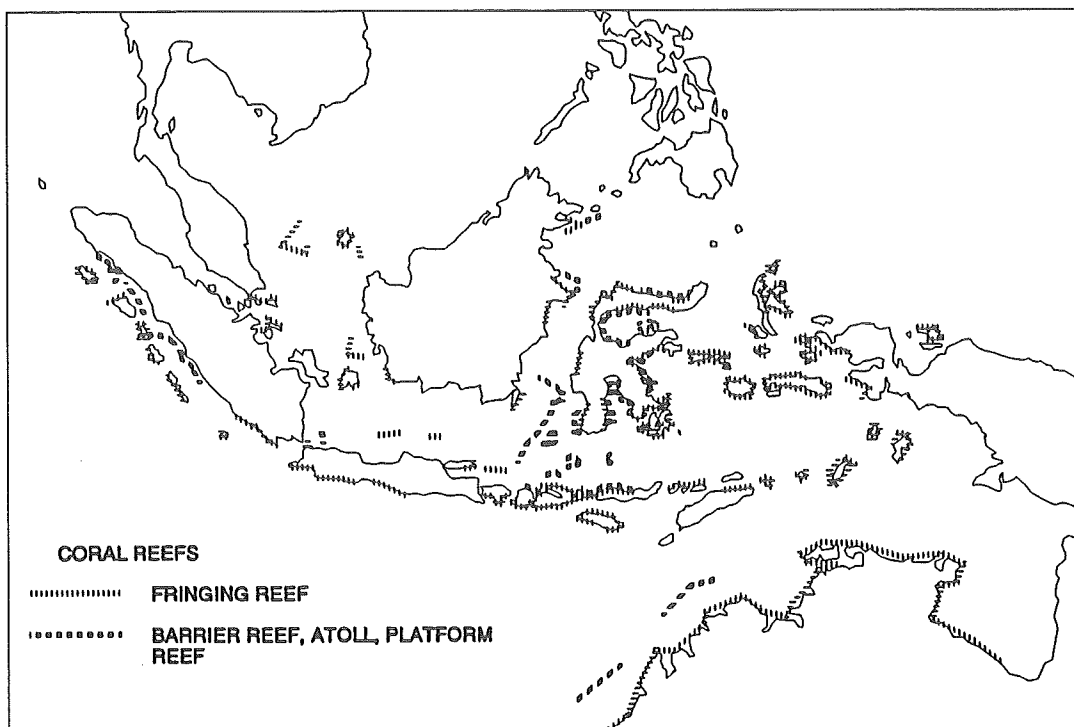 CORAL REEFS
FRINGING REEF
BARRIER REEF, ATOLL, PLATFORM
REEF